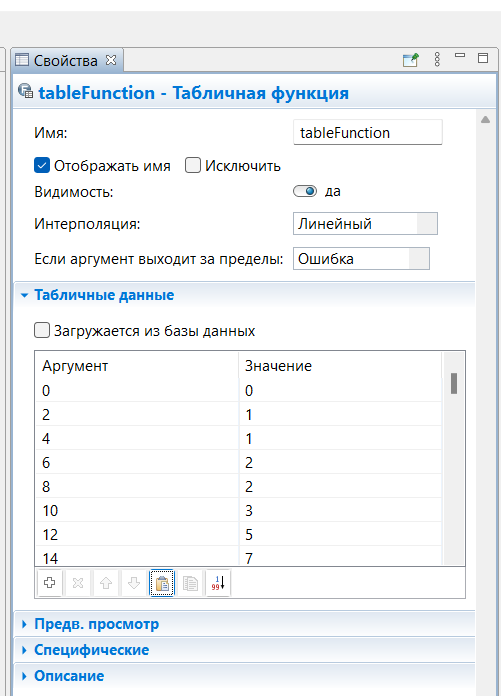 Свойства
tableFunction - Табличная функция
Имя: tableFunction
Отображать имя Исключить
Видимость: да
Интерполяция: Линейный
Если аргумент выходит за пределы: Ошибка
Табличные данные
Загружается из базы данных
Аргумент Значение
0 0
2 1
4 1
6 2
8 2
10 3
12 5
14 7
Предв. просмотр
Специфические
Описание